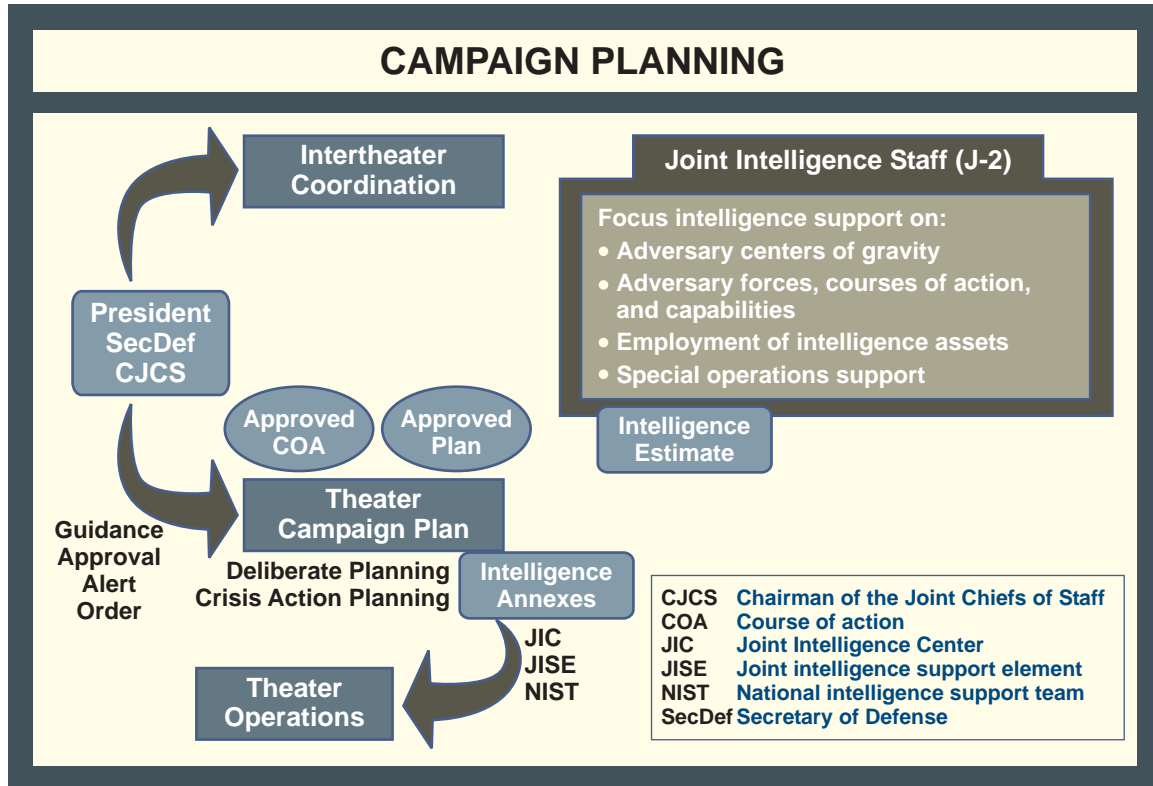 CAMPAIGN PLANNING
Intertheater
Coordination
Joint Intelligence Staff (J-2)
Focus intelligence support on:
• Adversary centers of gravity
• Adversary forces, courses of action,
and capabilities
• Employment of intelligence assets
• Special operations support
Intelligence
Estimate
President
SecDef
CJCS
Approved
COA
Approved
Plan
Theater
Campaign Plan
Guidance
Approval
Alert
Order
Deliberate Planning
Crisis Action Planning
Intelligence
Annexes
JIC
JISE
NIST
Theater
Operations
CJCS Chairman of the Joint Chiefs of Staff
COA Course of action
JIC Joint Intelligence Center
JISE Joint intelligence support element
NIST National intelligence support team
SecDef Secretary of Defense